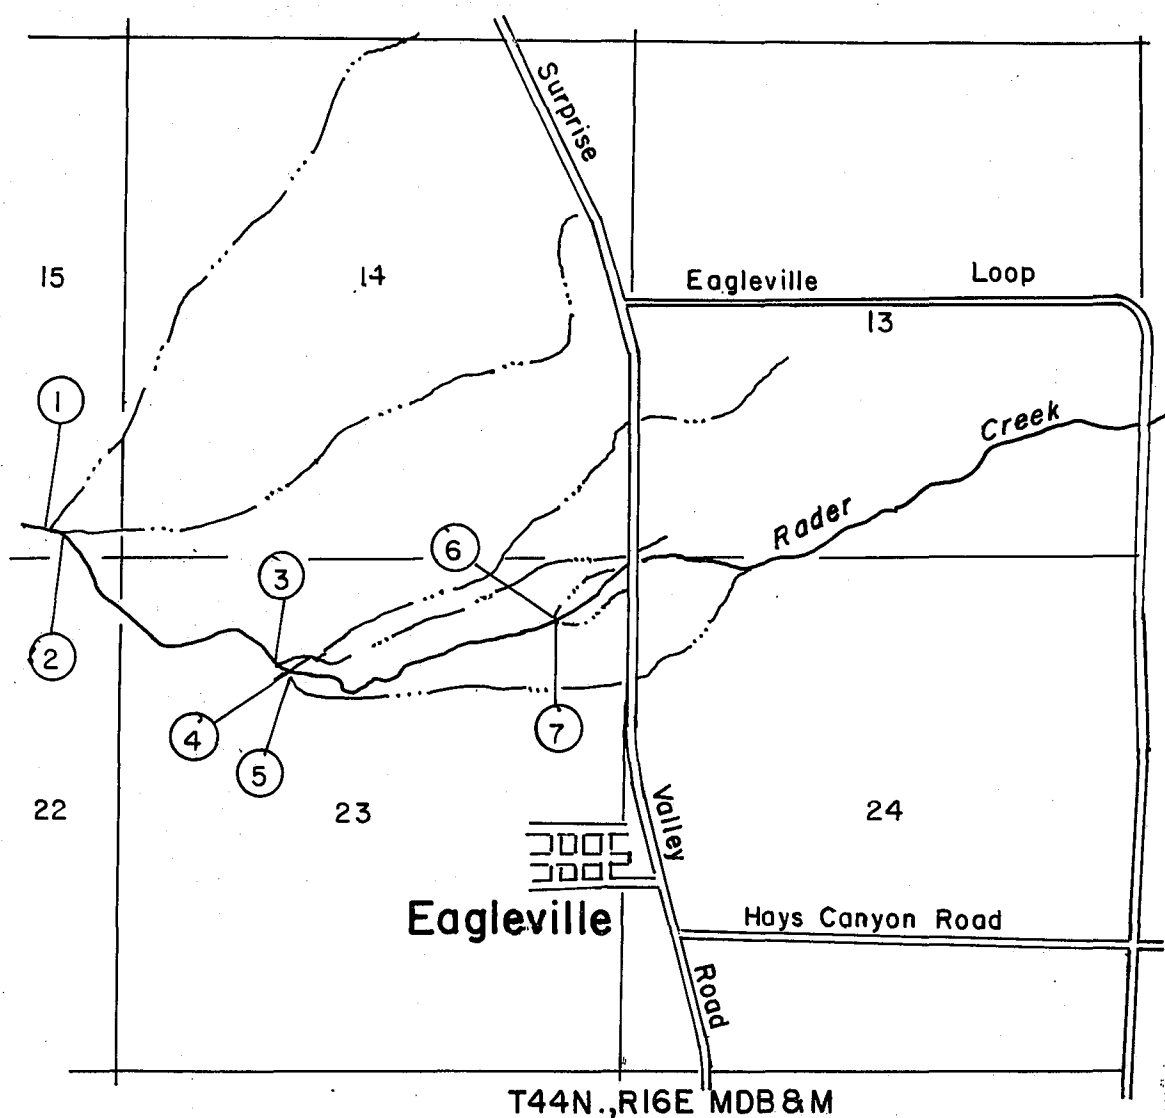 Surprise
15
14
Eagleville Loop
13
1
Creek
Rader
6
3
2
4
7
5
22
23
Valley
24
Eagleville
Hays Canyon Road
Road
T44N.,R16E MDB&M